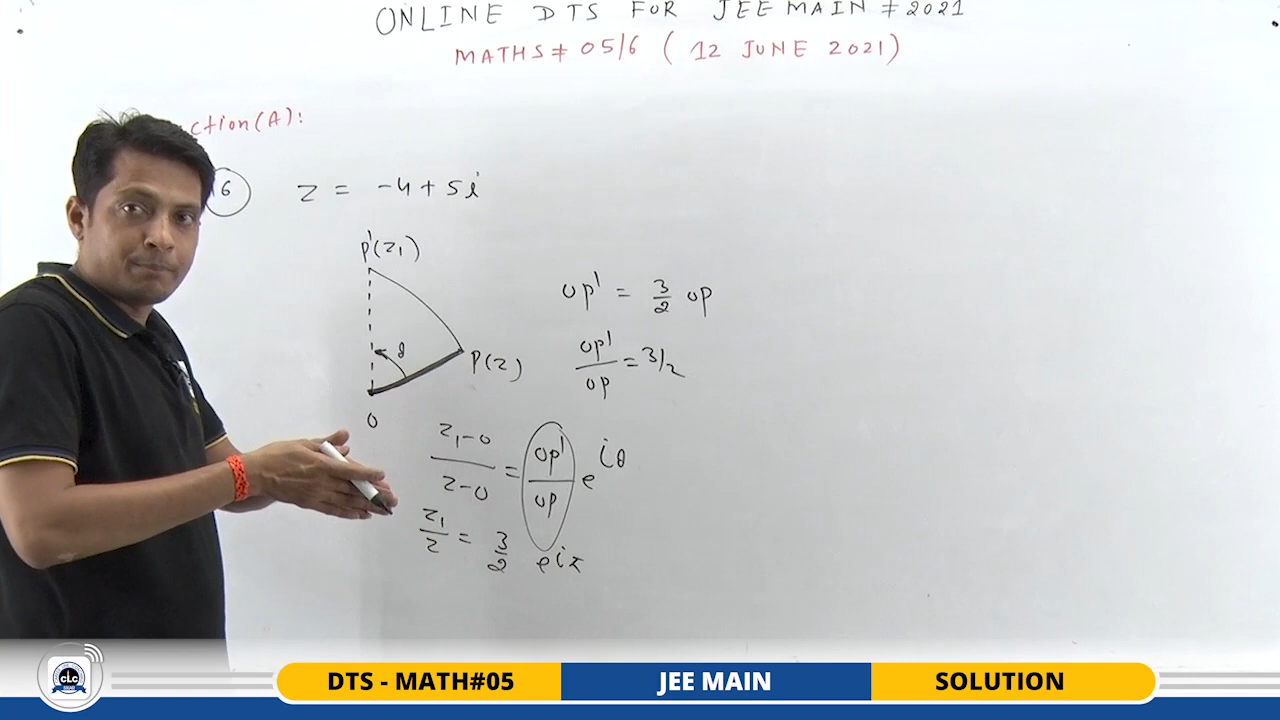 ONLINE DTS FOR JEE MAIN # 2021
MATHS # 05/6 ( 12 JUNE 2021 )
ction (A):
16
z = -4 + 5i
P'(z₁)
θ
P(z)
O
OP' = 3/2 OP
OP'/OP = 3/2
z₁-0/z-0 = OP'/OP e^iθ
z₁/z = 3/2 e^iπ
CLC
DTS - MATH#05
JEE MAIN
SOLUTION